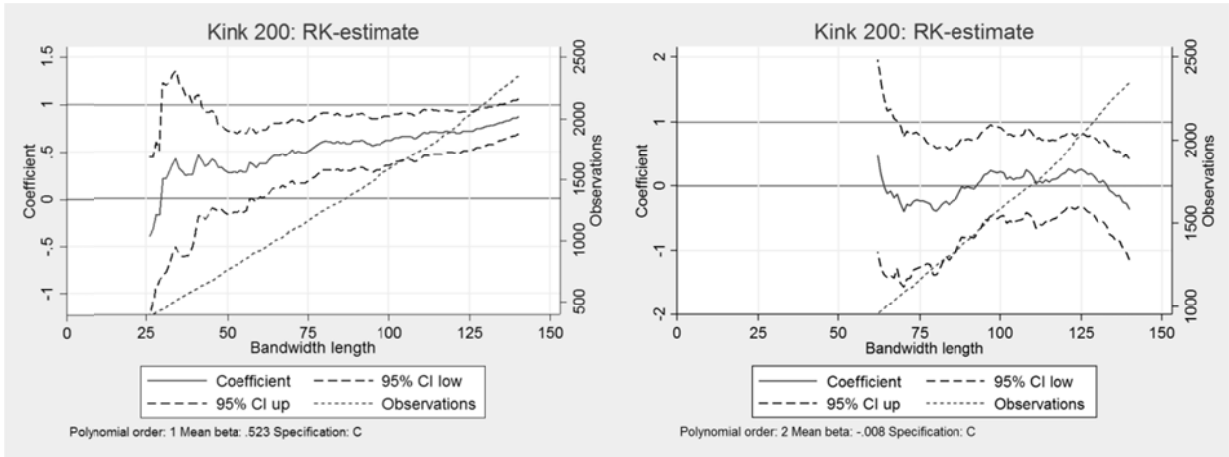 Kink 200: RK-estimate
1.5
1
.5
0
-.5
-1
Coefficient
2500
2000
1500
1000
500
Observations
0 25 50 75 100 125 150
Bandwidth length
Coefficient 95% CI low
95% CI up Observations
Polynomial order: 1 Mean beta: .523 Specification: C
Kink 200: RK-estimate
2
1
0
-1
-2
Coefficient
2500
2000
1500
1000
Observations
0 25 50 75 100 125 150
Bandwidth length
Coefficient 95% CI low
95% CI up Observations
Polynomial order: 2 Mean beta: -.008 Specification: C